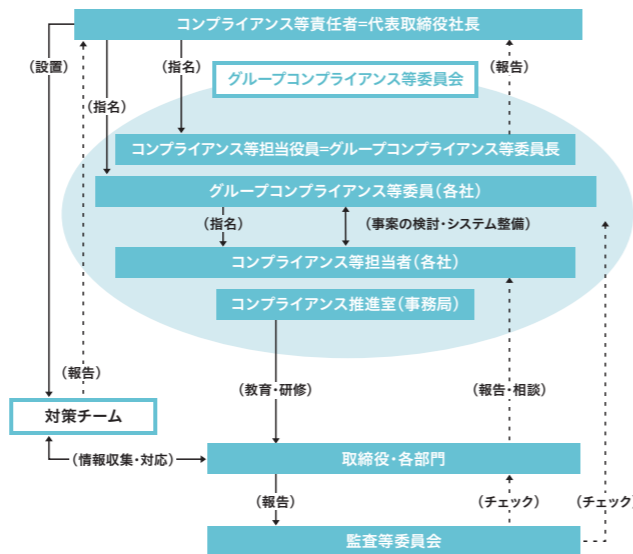 コンプライアンス等責任者=代表取締役社長
(設置)
(指名)
(指名)
(報告)
グループコンプライアンス等委員会
コンプライアンス等担当役員=グループコンプライアンス等委員長
グループコンプライアンス等委員(各社)
(指名)
(事案の検討・システム整備)
コンプライアンス等担当者(各社)
コンプライアンス推進室(事務局)
(報告)
(教育・研修)
(報告・相談)
対策チーム
(情報収集・対応)
取締役・各部門
(報告)
(チェック)
(チェック)
監査等委員会